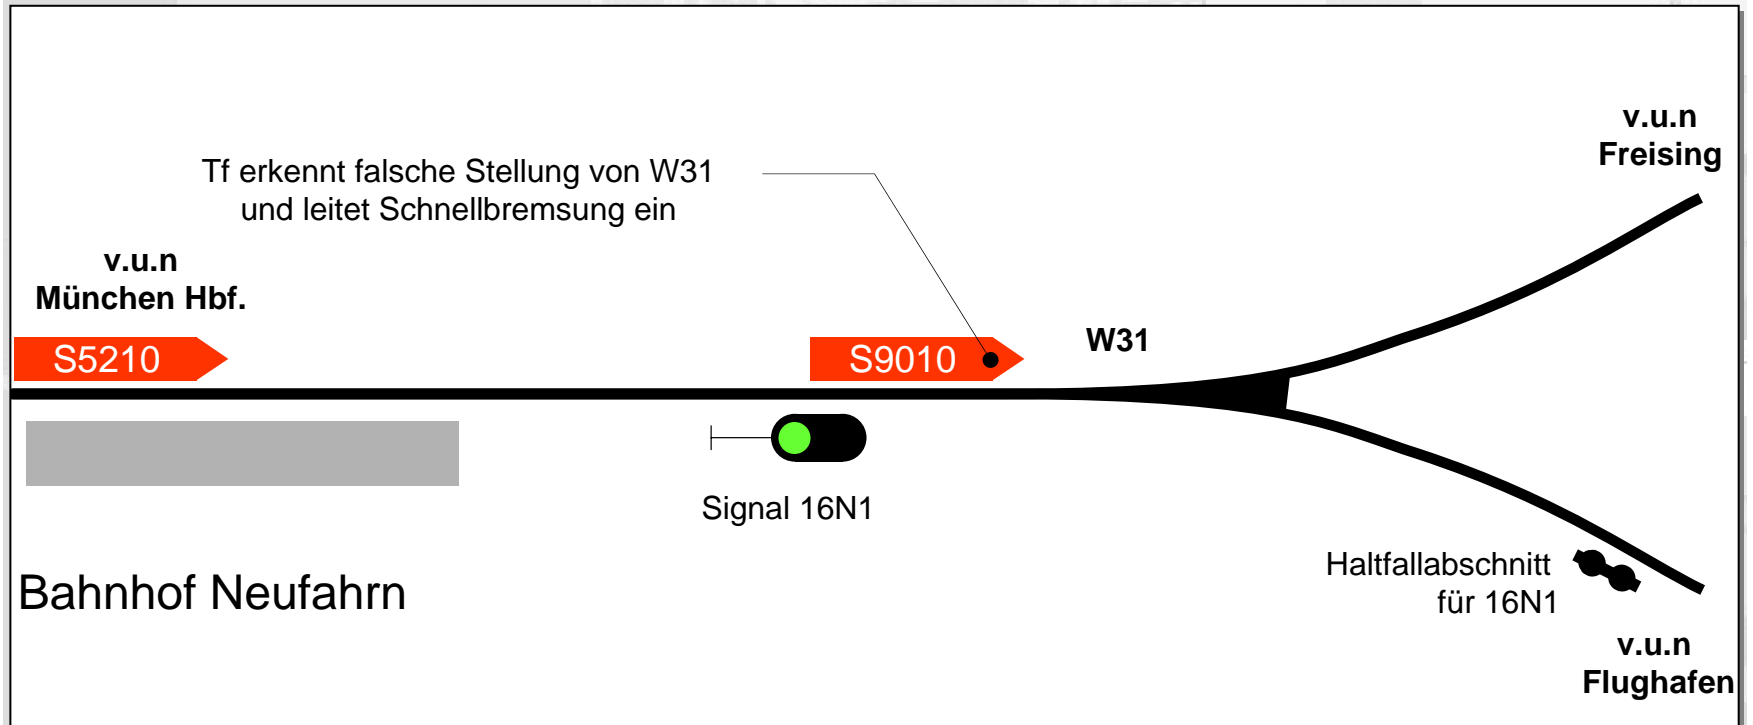 v.u.n
Freising
Tf erkennt falsche Stellung von W31
und leitet Schnellbremsung ein
v.u.n
München Hbf.
S5210
S9010
W31
Signal 16N1
Bahnhof Neufahrn
Haltfallabschnitt
für 16N1
v.u.n
Flughafen